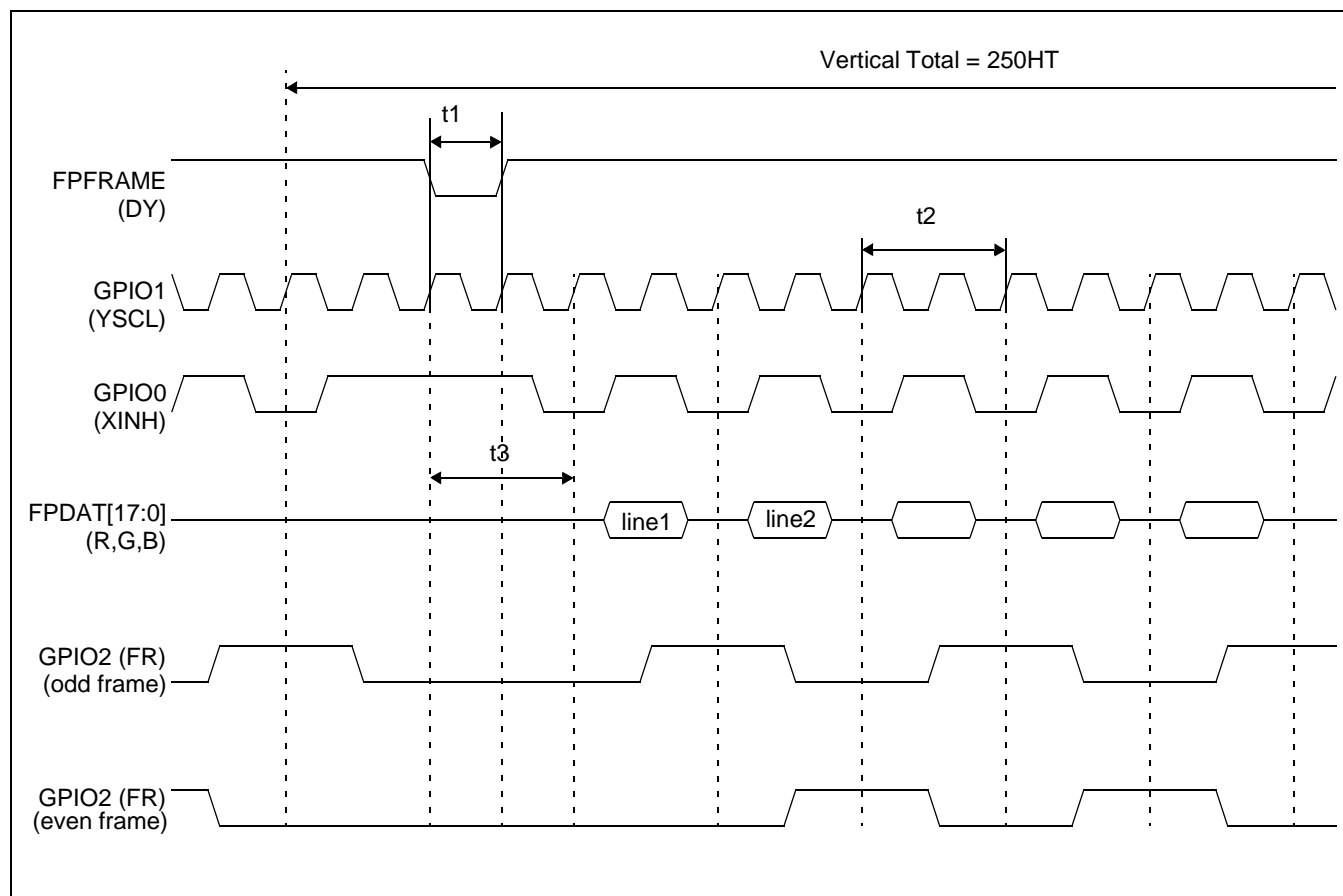 Vertical Total = 250HT
t1
FPFRAME
(DY)
t2
GPIO1
(YSCL)
GPIO0
(XINH)
t3
FPDAT[17:0]
(R,G,B)
line1
line2
GPIO2 (FR)
(odd frame)
GPIO2 (FR)
(even frame)